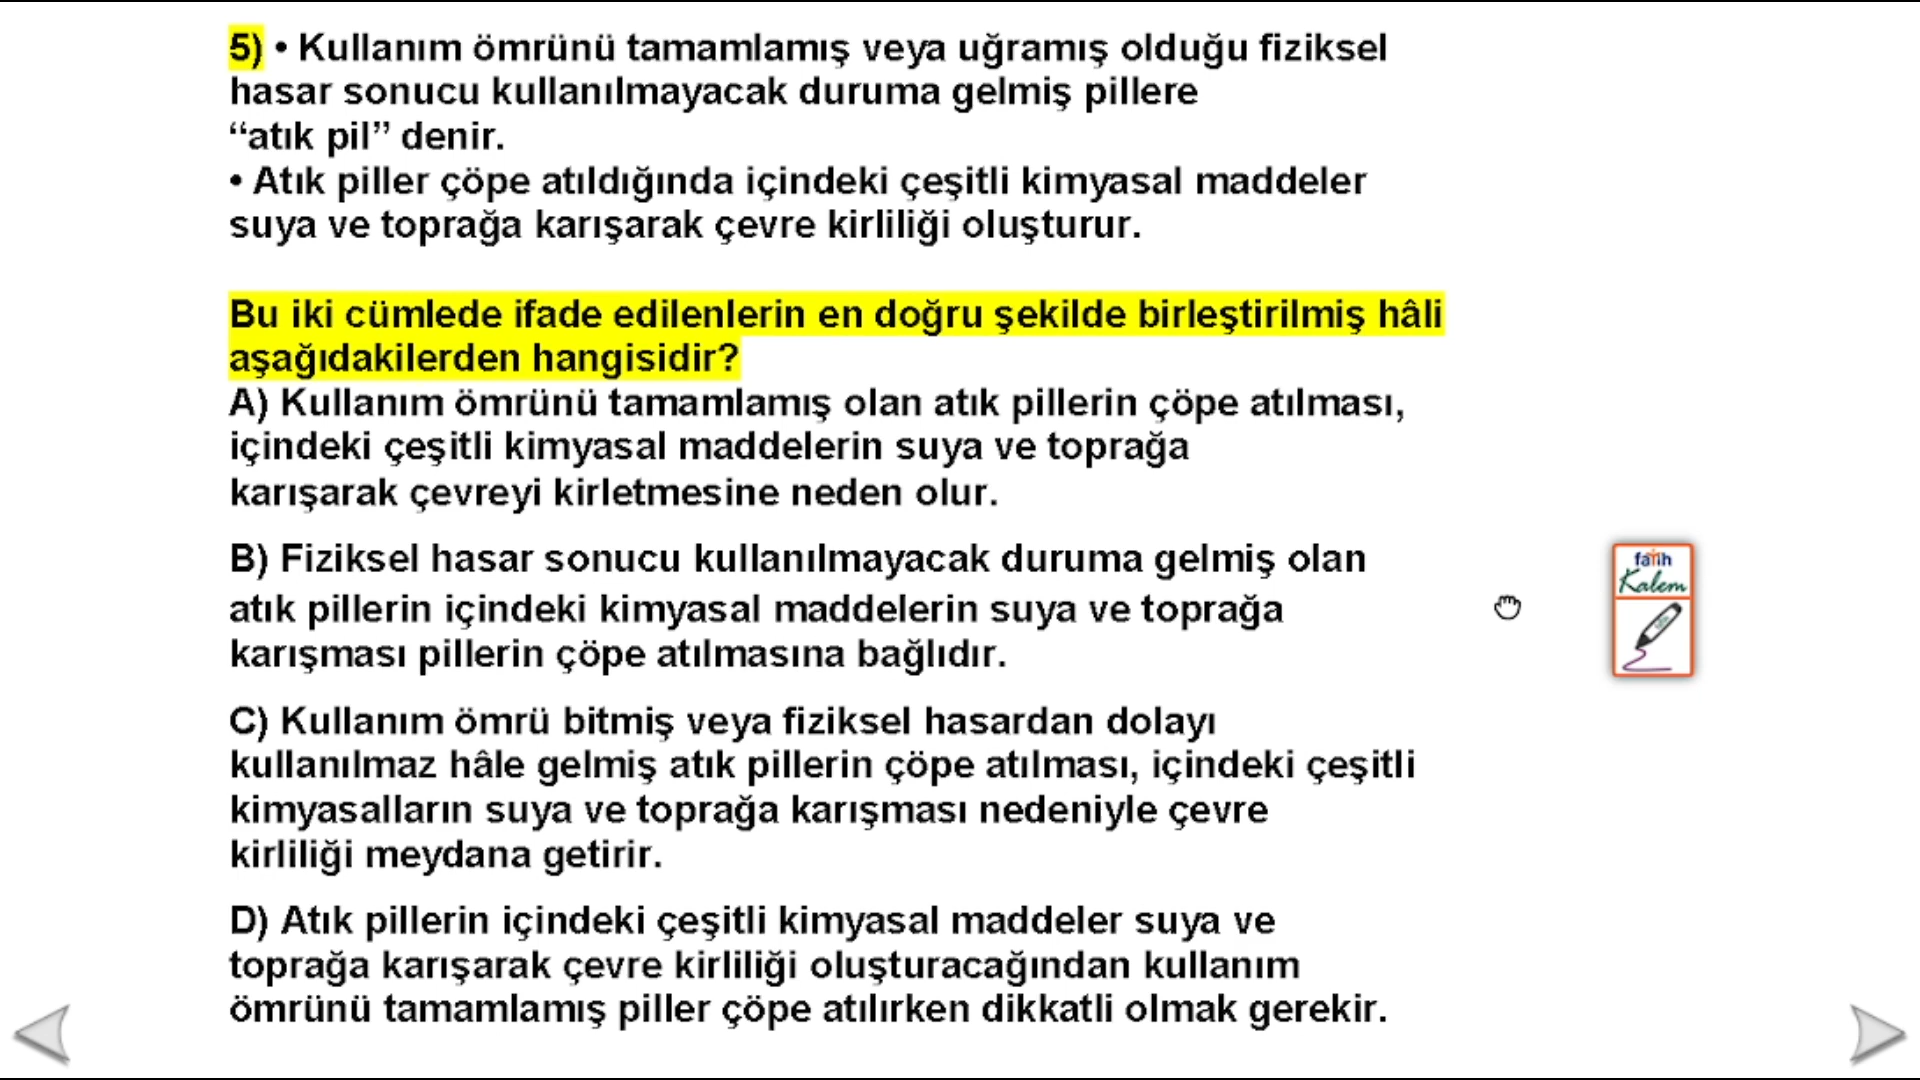 5) • Kullanım ömrünü tamamlamış veya uğramış olduğu fiziksel
hasar sonucu kullanılmayacak duruma gelmiş pillere
“atık pil” denir.
• Atık piller çöpe atıldığında içindeki çeşitli kimyasal maddeler
suya ve toprağa karışarak çevre kirliliği oluşturur.
Bu iki cümlede ifade edilenlerin en doğru şekilde birleştirilmiş hâli
aşağıdakilerden hangisidir?
A) Kullanım ömrünü tamamlamış olan atık pillerin çöpe atılması,
içindeki çeşitli kimyasal maddelerin suya ve toprağa
karışarak çevreyi kirletmesine neden olur.
B) Fiziksel hasar sonucu kullanılmayacak duruma gelmiş olan
atık pillerin içindeki kimyasal maddelerin suya ve toprağa
karışması pillerin çöpe atılmasına bağlıdır.
C) Kullanım ömrü bitmiş veya fiziksel hasardan dolayı
kullanılmaz hâle gelmiş atık pillerin çöpe atılması, içindeki çeşitli
kimyasalların suya ve toprağa karışması nedeniyle çevre
kirliliği meydana getirir.
D) Atık pillerin içindeki çeşitli kimyasal maddeler suya ve
toprağa karışarak çevre kirliliği oluşturacağından kullanım
ömrünü tamamlamış piller çöpe atılırken dikkatli olmak gerekir.
fatih
Kalem